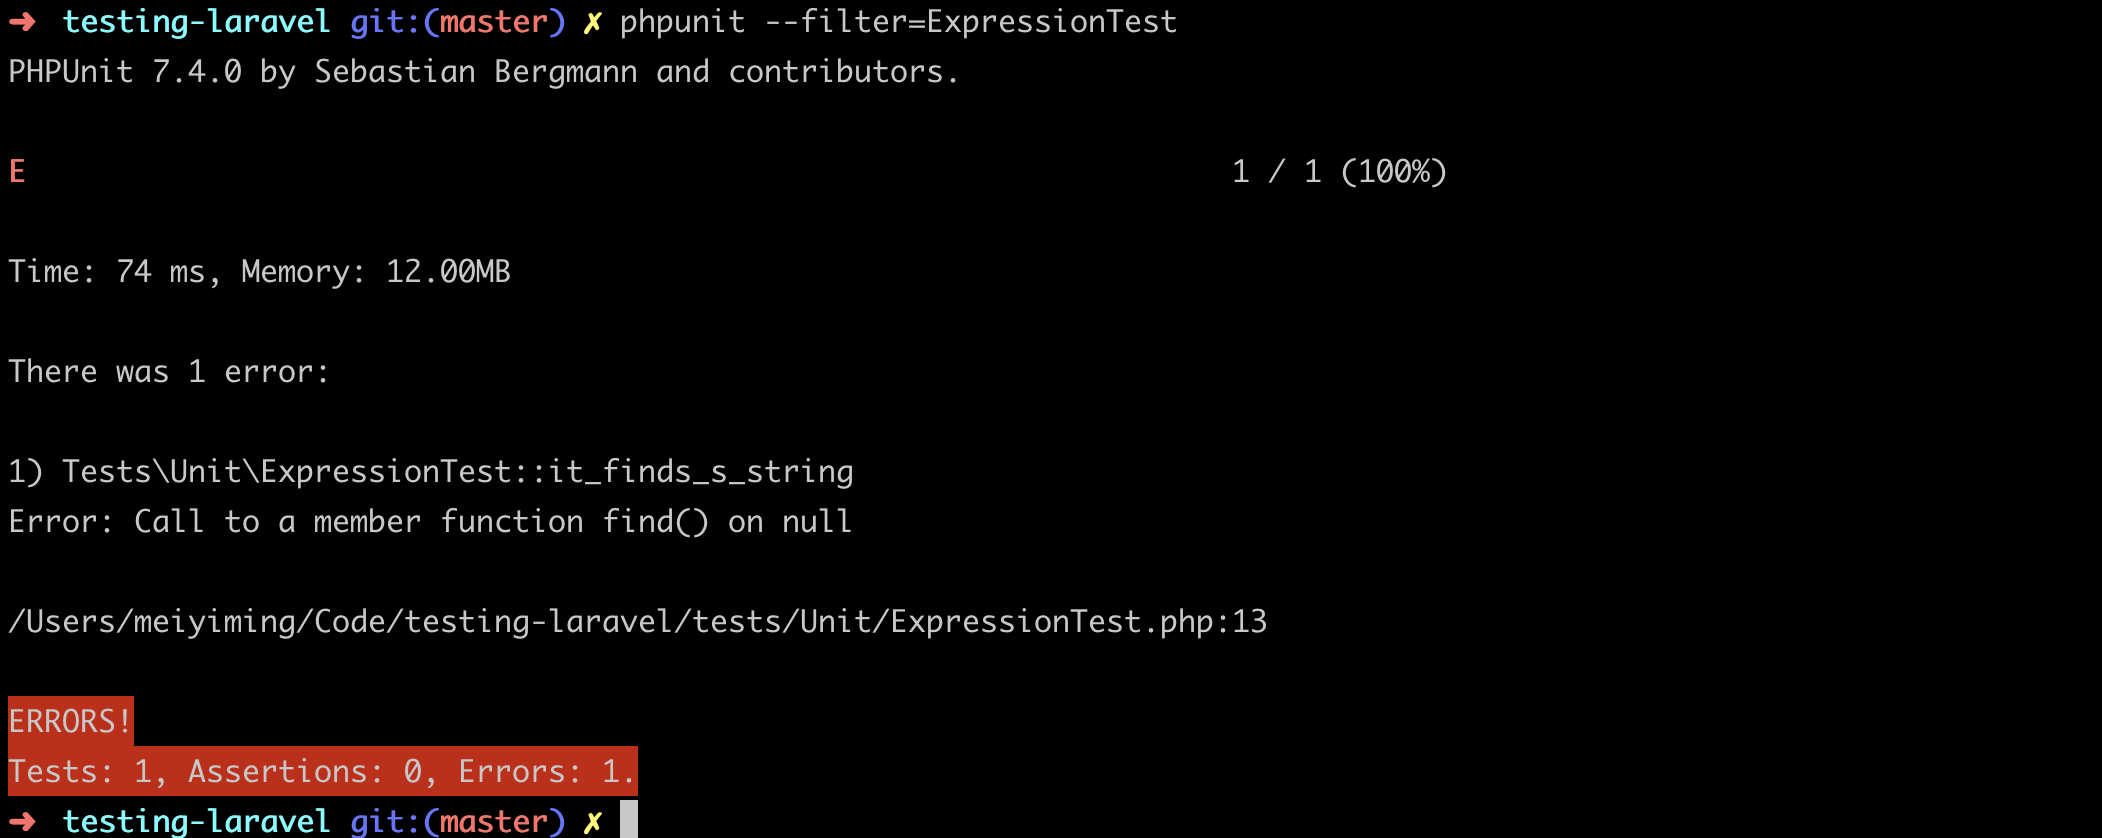 ➜ testing-laravel git:(master) ✗ phpunit --filter=ExpressionTest
PHPUnit 7.4.0 by Sebastian Bergmann and contributors.
E 1 / 1 (100%)
Time: 74 ms, Memory: 12.00MB
There was 1 error:
1) Tests\Unit\ExpressionTest::it_finds_s_string
Error: Call to a member function find() on null
/Users/meiyiming/Code/testing-laravel/tests/Unit/ExpressionTest.php:13
ERRORS!
Tests: 1, Assertions: 0, Errors: 1.
➜ testing-laravel git:(master) ✗